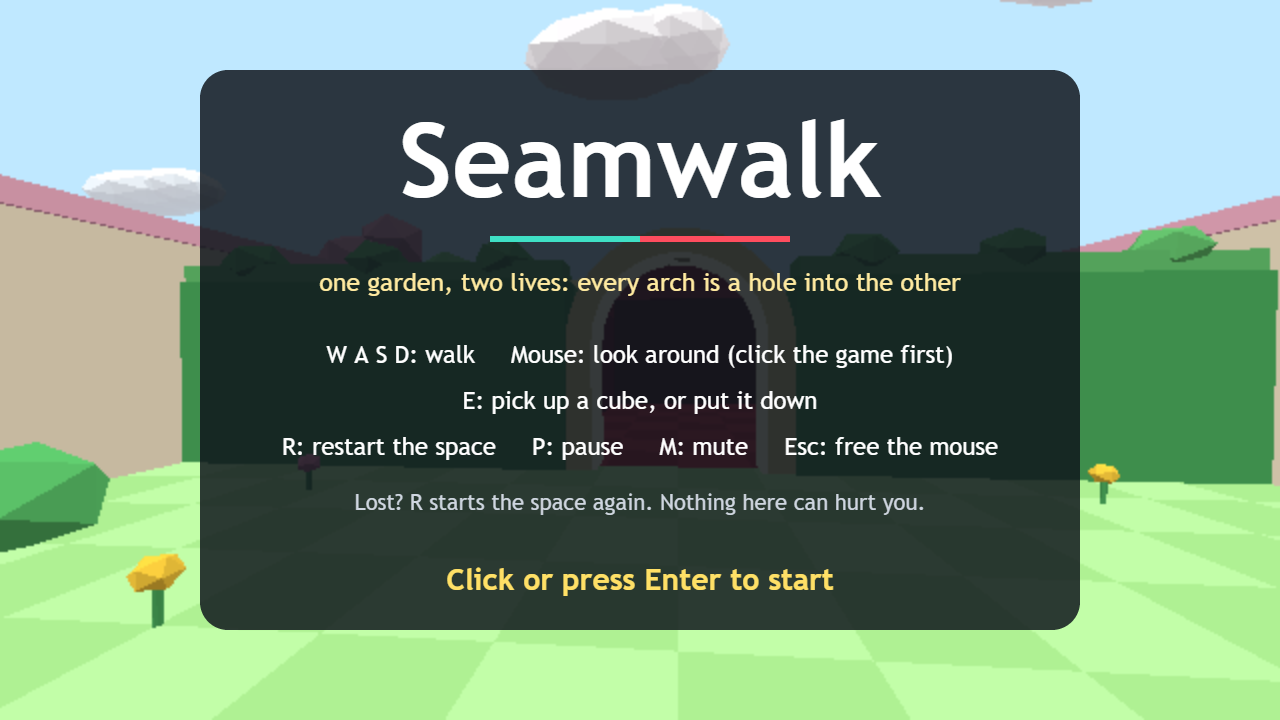 Seamwalk
one garden, two lives: every arch is a hole into the other
W A S D: walk Mouse: look around (click the game first)
E: pick up a cube, or put it down
R: restart the space P: pause M: mute Esc: free the mouse
Lost? R starts the space again. Nothing here can hurt you.
Click or press Enter to start